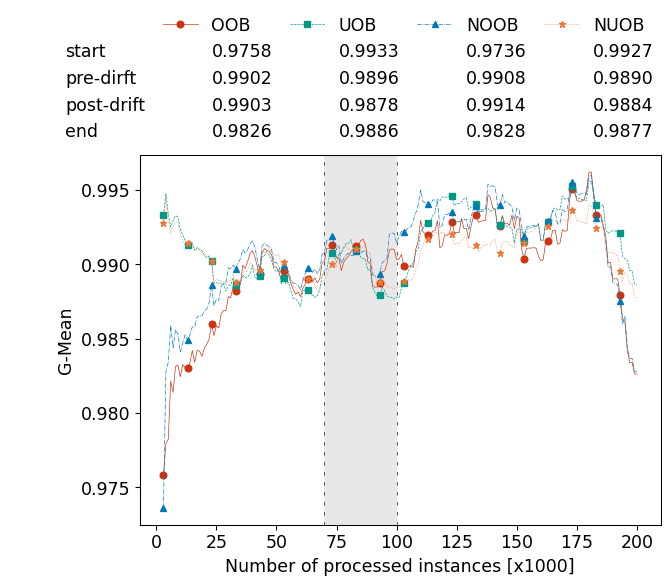 OOB UOB NOOB NUOB
start 0.9758 0.9933 0.9736 0.9927
pre-dirft 0.9902 0.9896 0.9908 0.9890
post-drift 0.9903 0.9878 0.9914 0.9884
end 0.9826 0.9886 0.9828 0.9877
0.995
0.990
0.985
0.980
0.975
G-Mean
0 25 50 75 100 125 150 175 200
Number of processed instances [x1000]